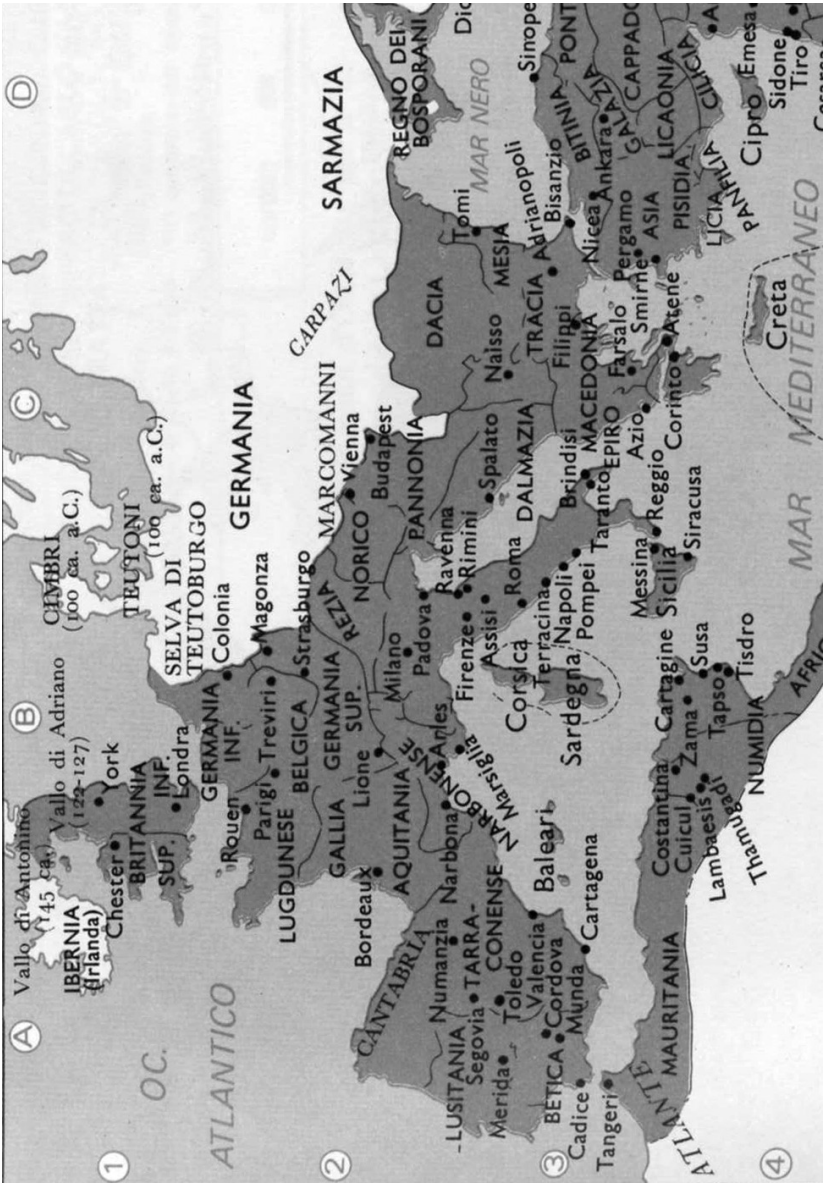 A
B
C
D
1
2
3
4
Vallo di Antonino
(145 ca.)
Vallo di Adriano
(122-127)
IBERNIA
(Irlanda)
York
Chester
BRITANNIA
INF.
SUP.
Londra
OC.
ATLANTICO
CIMBRI
(100 ca. a.C.)
TEUTONI
(100 ca. a.C.)
SELVA DI
TEUTOBURGO
Colonia
GERMANIA
Magonza
Strasburgo
GERMANIA
INF.
Treviri
Rouen
Parigi
BELGICA
LUGDUNESE
GERMANIA
SUP.
GALLIA
Lione
AQUITANIA
Bordeaux
Narbona
NARBONENSE
Arles
Marsiglia
MARCOMANNI
Vienna
Budapest
REZIA
NORICO
PANNONIA
CARPAZI
SARMAZIA
DACIA
REGNO DEI
BOSPORANI
MAR NERO
Tomi
MESIA
Naisso
TRACIA
Adrianopoli
Bisanzio
Filippi
Sinope
PONT
BITINIA
Nicea
Ankara
GALAZIA
CAPPADO
LICAONIA
CILICIA
Pergamo
ASIA
PISIDIA
LICIA
PANFILIA
Smirne
Cipro
Emesa
Sidone
Tiro
Milano
Padova
Ravenna
Rimini
Firenze
Assisi
Roma
Terracina
Napoli
Pompei
Corsica
Sardegna
Spalato
DALMAZIA
Brindisi
Taranto
MACEDONIA
EPIRO
Farsalo
Azio
Atene
Corinto
Creta
Messina
Reggio
Sicilia
Siracusa
MAR MEDITERRANEO
CANTABRIA
Numanzia
TARRA-
CONENSE
LUSITANIA
Segovia
Toledo
Merida
Valencia
Cordova
BETICA
Munda
Cadice
Tangeri
Baleari
Cartagena
ATLANTE
MAURITANIA
Costantina
Cuicul
Lambaesis
Thamugadi
Zama
Cartagine
Susa
Tapso
Tisdro
NUMIDIA
AFRIC